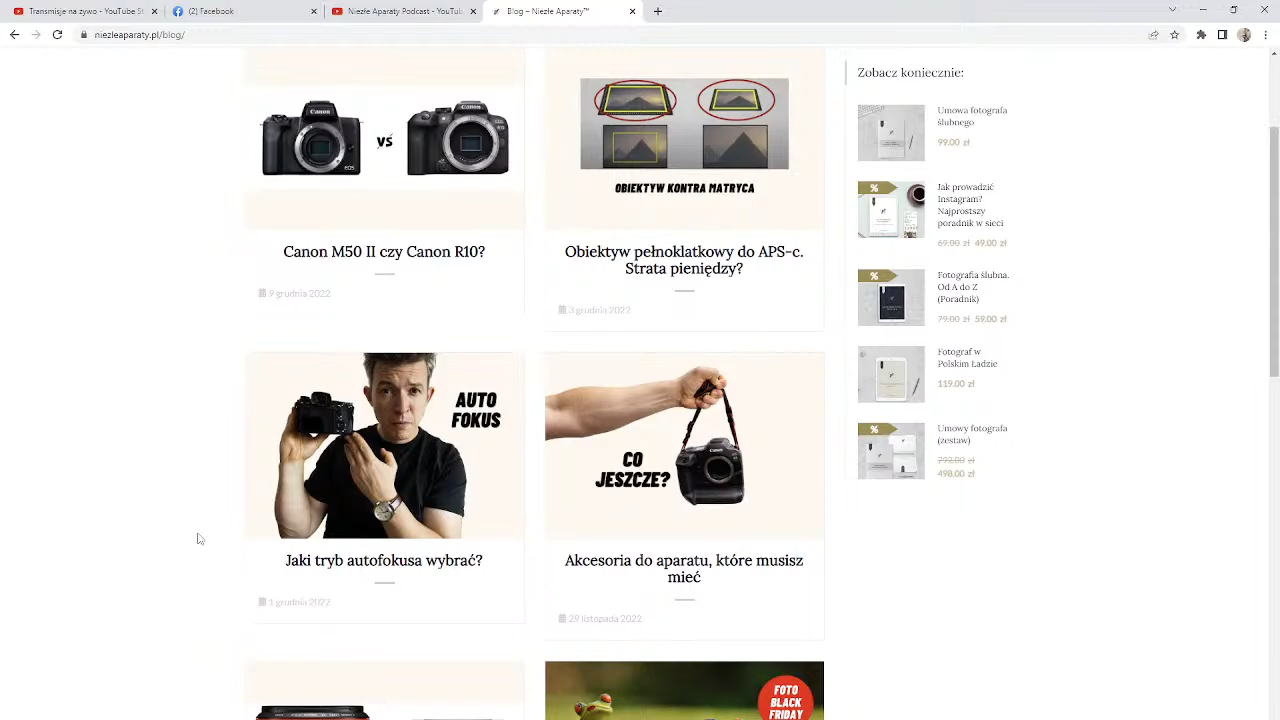 Transmisje na żywo - YouTube St
(2) Facebook
Niezłe Aparaty Podcast - YouTub
Blog – Niezłe Aparaty™
niezleaparaty.pl/blog/
Canon
Canon
EOS
VS
Canon M50 II czy Canon R10?
9 grudnia 2022
OBIEKTYW KONTRA MATRYCA
Obiektyw pełnoklatkowy do APS-c.
Strata pieniędzy?
3 grudnia 2022
AUTO
FOKUS
Jaki tryb autofokusa wybrać?
1 grudnia 2022
CO
JESZCZE?
Canon
Akcesoria do aparatu, które musisz
mieć
29 listopada 2022
FOTO
BLACK
FRIDAY
Zobacz koniecznie:
Umowa fotografa
ślubnego
99.00 zł
%
Jak prowadzić
Instagram?
Najprostszy
poradnik w sieci
69.00 zł 49.00 zł
%
Fotografia ślubna.
Od A do Z
(Poradnik)
79.00 zł 59.00 zł
Fotograf w
Polskim Ładzie
119.00 zł
%
Umowy fotografa
(zestaw)
792.00 zł
498.00 zł